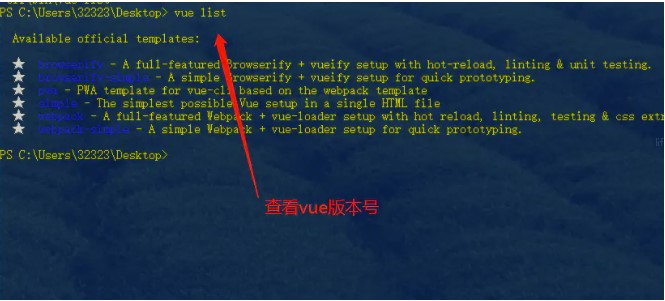 PS C:\Users\32323\Desktop> vue list
Available official templates:
★ browserify - A full-featured Browserify + vueify setup with hot-reload, linting & unit testing.
★ browserify-simple - A simple Browserify + vueify setup for quick prototyping.
★ pwa - PWA template for vue-cli based on the webpack template
★ simple - The simplest possible Vue setup in a single HTML file
★ webpack - A full-featured Webpack + vue-loader setup with hot reload, linting, testing & css extr
★ webpack-simple - A simple Webpack + vue-loader setup for quick prototyping.
PS C:\Users\32323\Desktop>
查看vue版本号